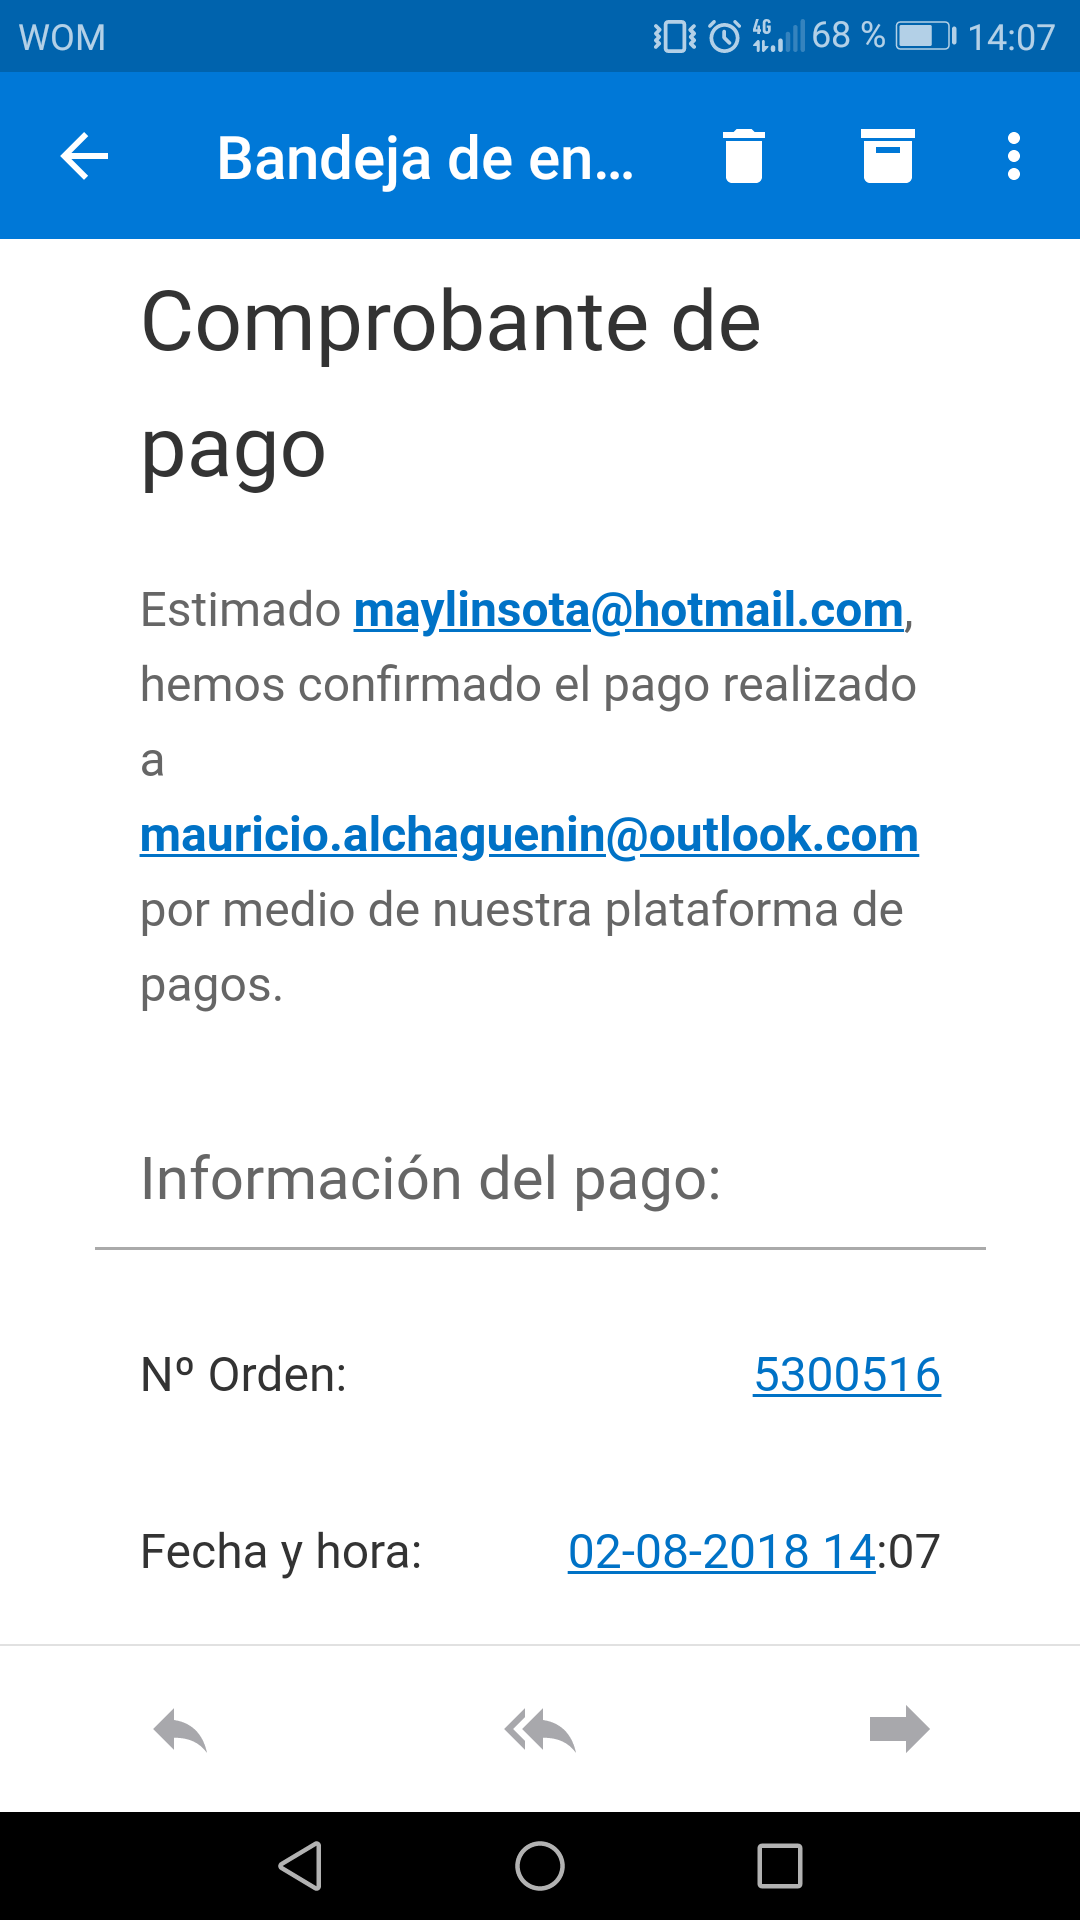 WOM 4G 68 % 14:07
Bandeja de en...
Comprobante de
pago
Estimado maylinsota@hotmail.com,
hemos confirmado el pago realizado
a
mauricio.alchaguenin@outlook.com
por medio de nuestra plataforma de
pagos.
Información del pago:
Nº Orden: 5300516
Fecha y hora: 02-08-2018 14:07